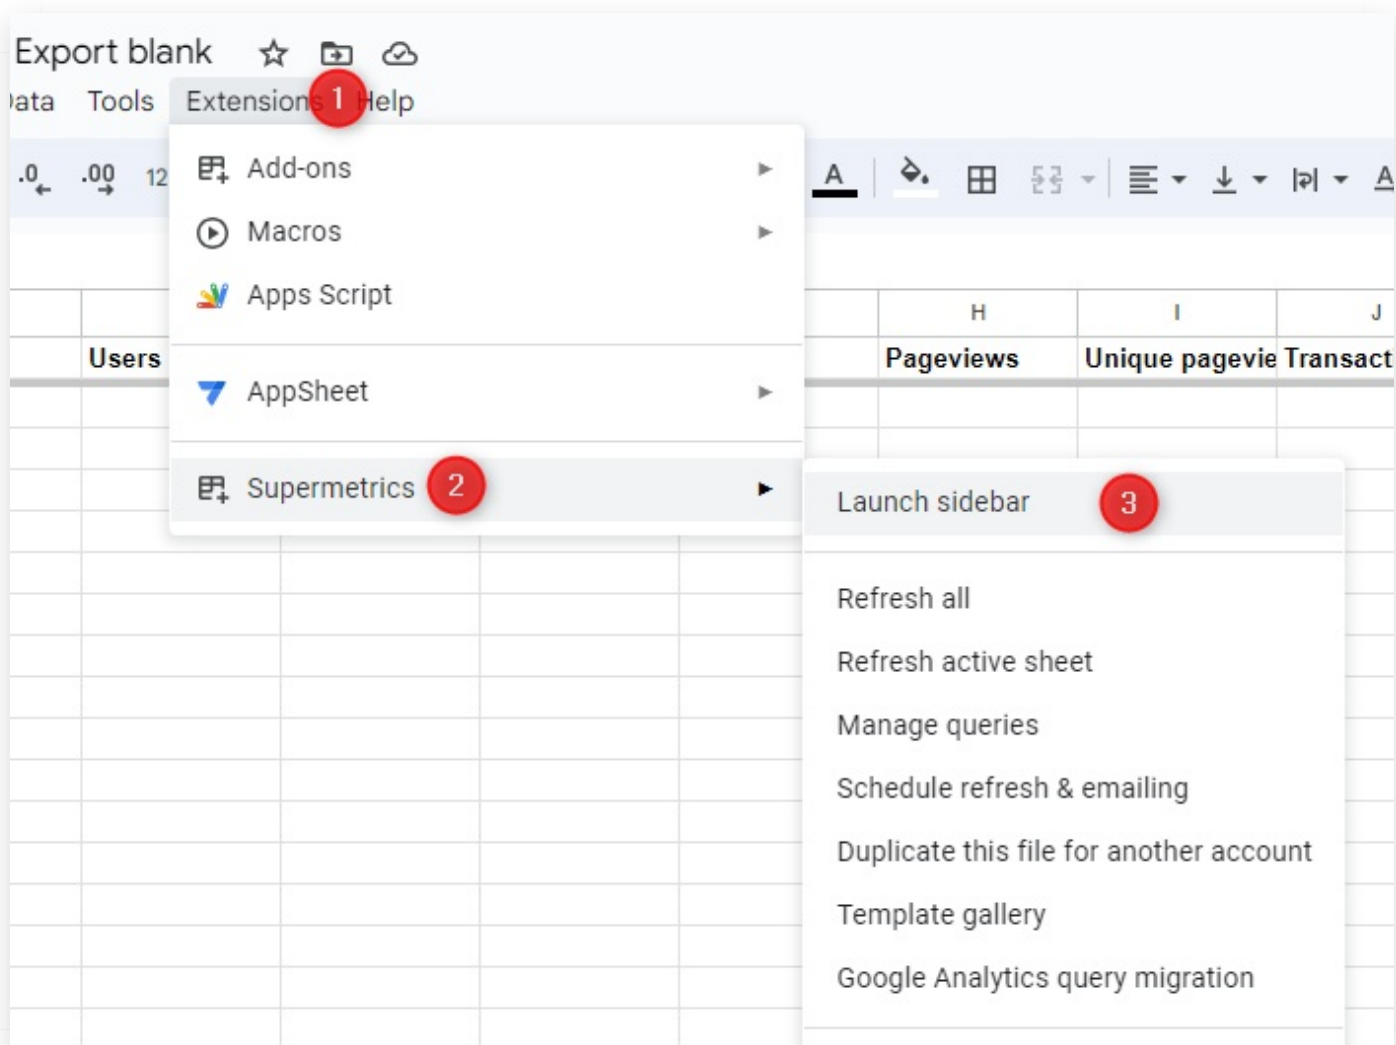 Export blank
Data Tools Extensions 1 Help
.0 .00 12 A A
Add-ons
Macros
Apps Script
H I J
Users Pageviews Unique pagevie Transact
AppSheet
Supermetrics 2
Launch sidebar 3
Refresh all
Refresh active sheet
Manage queries
Schedule refresh & emailing
Duplicate this file for another account
Template gallery
Google Analytics query migration